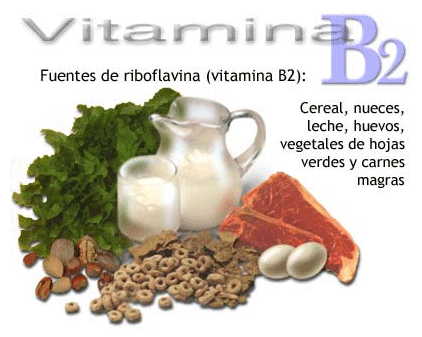 Vitamina B2
Fuentes de riboflavina (vitamina B2):
Cereal, nueces,
leche, huevos,
vegetales de hojas
verdes y carnes
magras